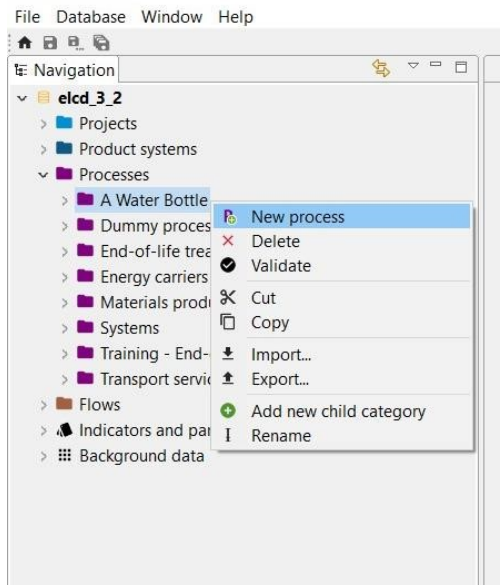 File Database Window Help
Navigation
elcd_3_2
Projects
Product systems
Processes
A Water Bottle
Dummy proces
End-of-life trea
Energy carriers
Materials produ
Systems
Training - End-
Transport servic
Flows
Indicators and par
Background data
New process
Delete
Validate
Cut
Copy
Import...
Export...
Add new child category
Rename